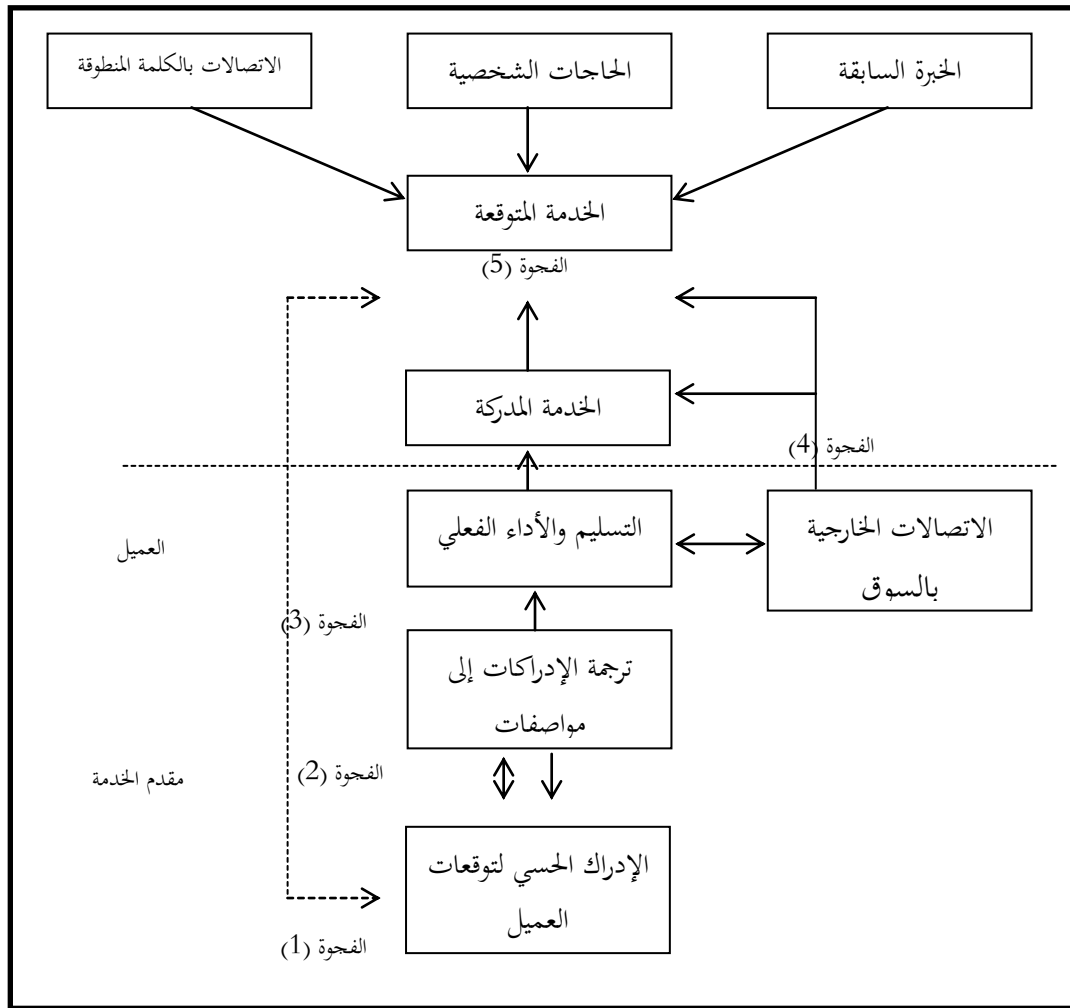 الخبرة السابقة
الحاجات الشخصية
الاتصالات بالكلمة المنطوقة
الخدمة المتوقعة
الفجوة (5)
الخدمة المدركة
الفجوة (4)
الاتصالات الخارجية
بالسوق
التسليم والأداء الفعلي
العميل
الفجوة (3)
ترجمة الإدراكات إلى
مواصفات
الفجوة (2)
مقدم الخدمة
الإدراك الحسي لتوقعات
العميل
الفجوة (1)